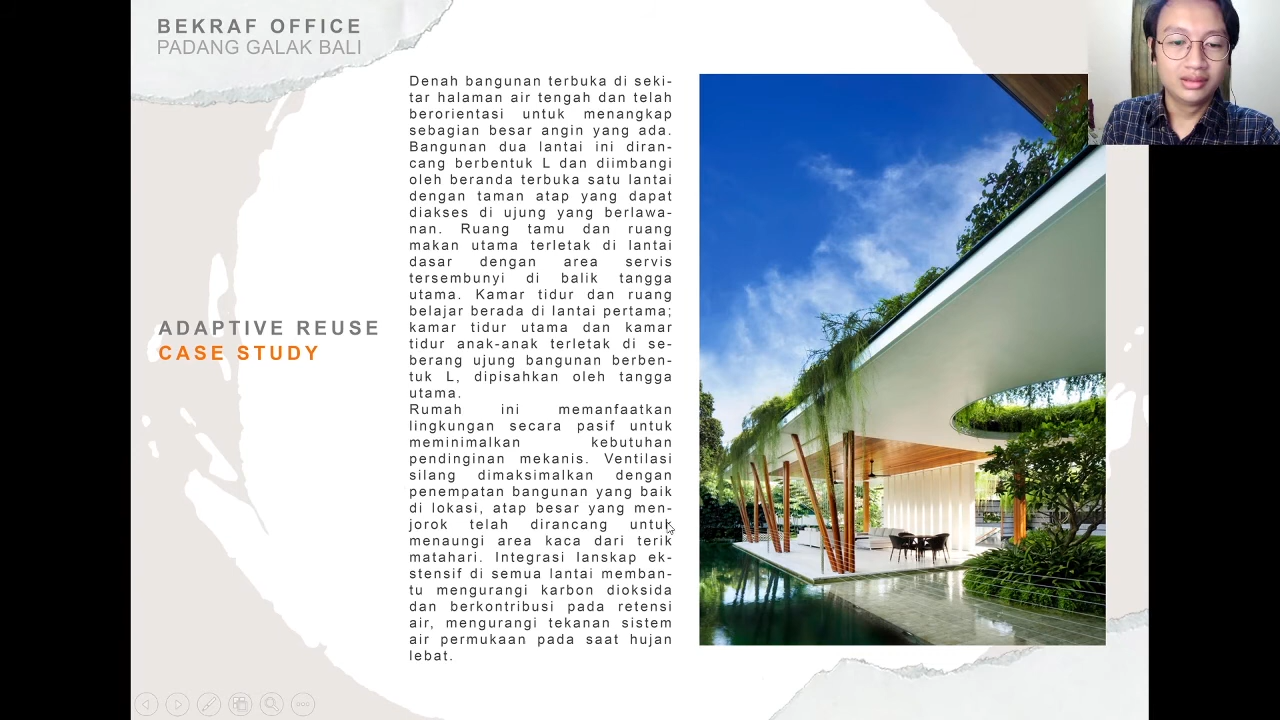 BEKRAF OFFICE
PADANG GALAK BALI
ADAPTIVE REUSE
CASE STUDY
Denah bangunan terbuka di seki-
tar halaman air tengah dan telah
berorientasi untuk menangkap
sebagian besar angin yang ada.
Bangunan dua lantai ini diran-
cang berbentuk L dan diimbangi
oleh beranda terbuka satu lantai
dengan taman atap yang dapat
diakses di ujung yang berlawa-
nan. Ruang tamu dan ruang
makan utama terletak di lantai
dasar dengan area servis
tersembunyi di balik tangga
utama. Kamar tidur dan ruang
belajar berada di lantai pertama;
kamar tidur utama dan kamar
tidur anak-anak terletak di se-
berang ujung bangunan berben-
tuk L, dipisahkan oleh tangga
utama.
Rumah ini memanfaatkan
lingkungan secara pasif untuk
meminimalkan kebutuhan
pendinginan mekanis. Ventilasi
silang dimaksimalkan dengan
penempatan bangunan yang baik
di lokasi, atap besar yang men-
jorok telah dirancang untuk
menaungi area kaca dari terik
matahari. Integrasi lanskap ek-
stensif di semua lantai memban-
tu mengurangi karbon dioksida
dan berkontribusi pada retensi
air, mengurangi tekanan sistem
air permukaan pada saat hujan
lebat.